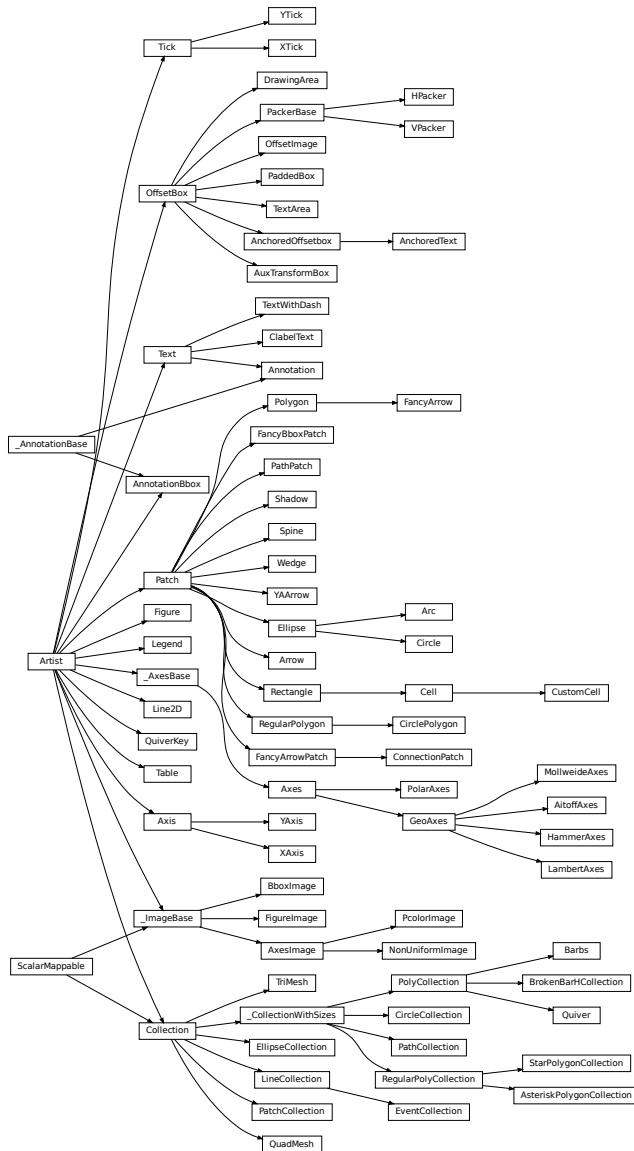 YTick
Tick
XTick
DrawingArea
HPacker
PackerBase
VPacker
OffsetImage
PaddedBox
OffsetBox
TextArea
AnchoredOffsetbox
AnchoredText
AuxTransformBox
TextWithDash
ClabelText
Text
Annotation
Polygon
FancyArrow
FancyBboxPatch
_AnnotationBase
PathPatch
AnnotationBbox
Shadow
Spine
Wedge
Patch
YAArrow
Arc
Figure
Ellipse
Circle
Legend
Artist
Arrow
_AxesBase
Rectangle
Cell
CustomCell
Line2D
RegularPolygon
CirclePolygon
QuiverKey
FancyArrowPatch
ConnectionPatch
Table
MollweideAxes
Axes
PolarAxes
AitoffAxes
Axis
YAxis
GeoAxes
HammerAxes
XAxis
LambertAxes
BboxImage
_ImageBase
FigureImage
PcolorImage
AxesImage
NonUniformImage
ScalarMappable
Barbs
TriMesh
PolyCollection
BrokenBarHCollection
_CollectionWithSizes
CircleCollection
Quiver
Collection
EllipseCollection
PathCollection
StarPolygonCollection
LineCollection
RegularPolyCollection
AsteriskPolygonCollection
PatchCollection
EventCollection
QuadMesh